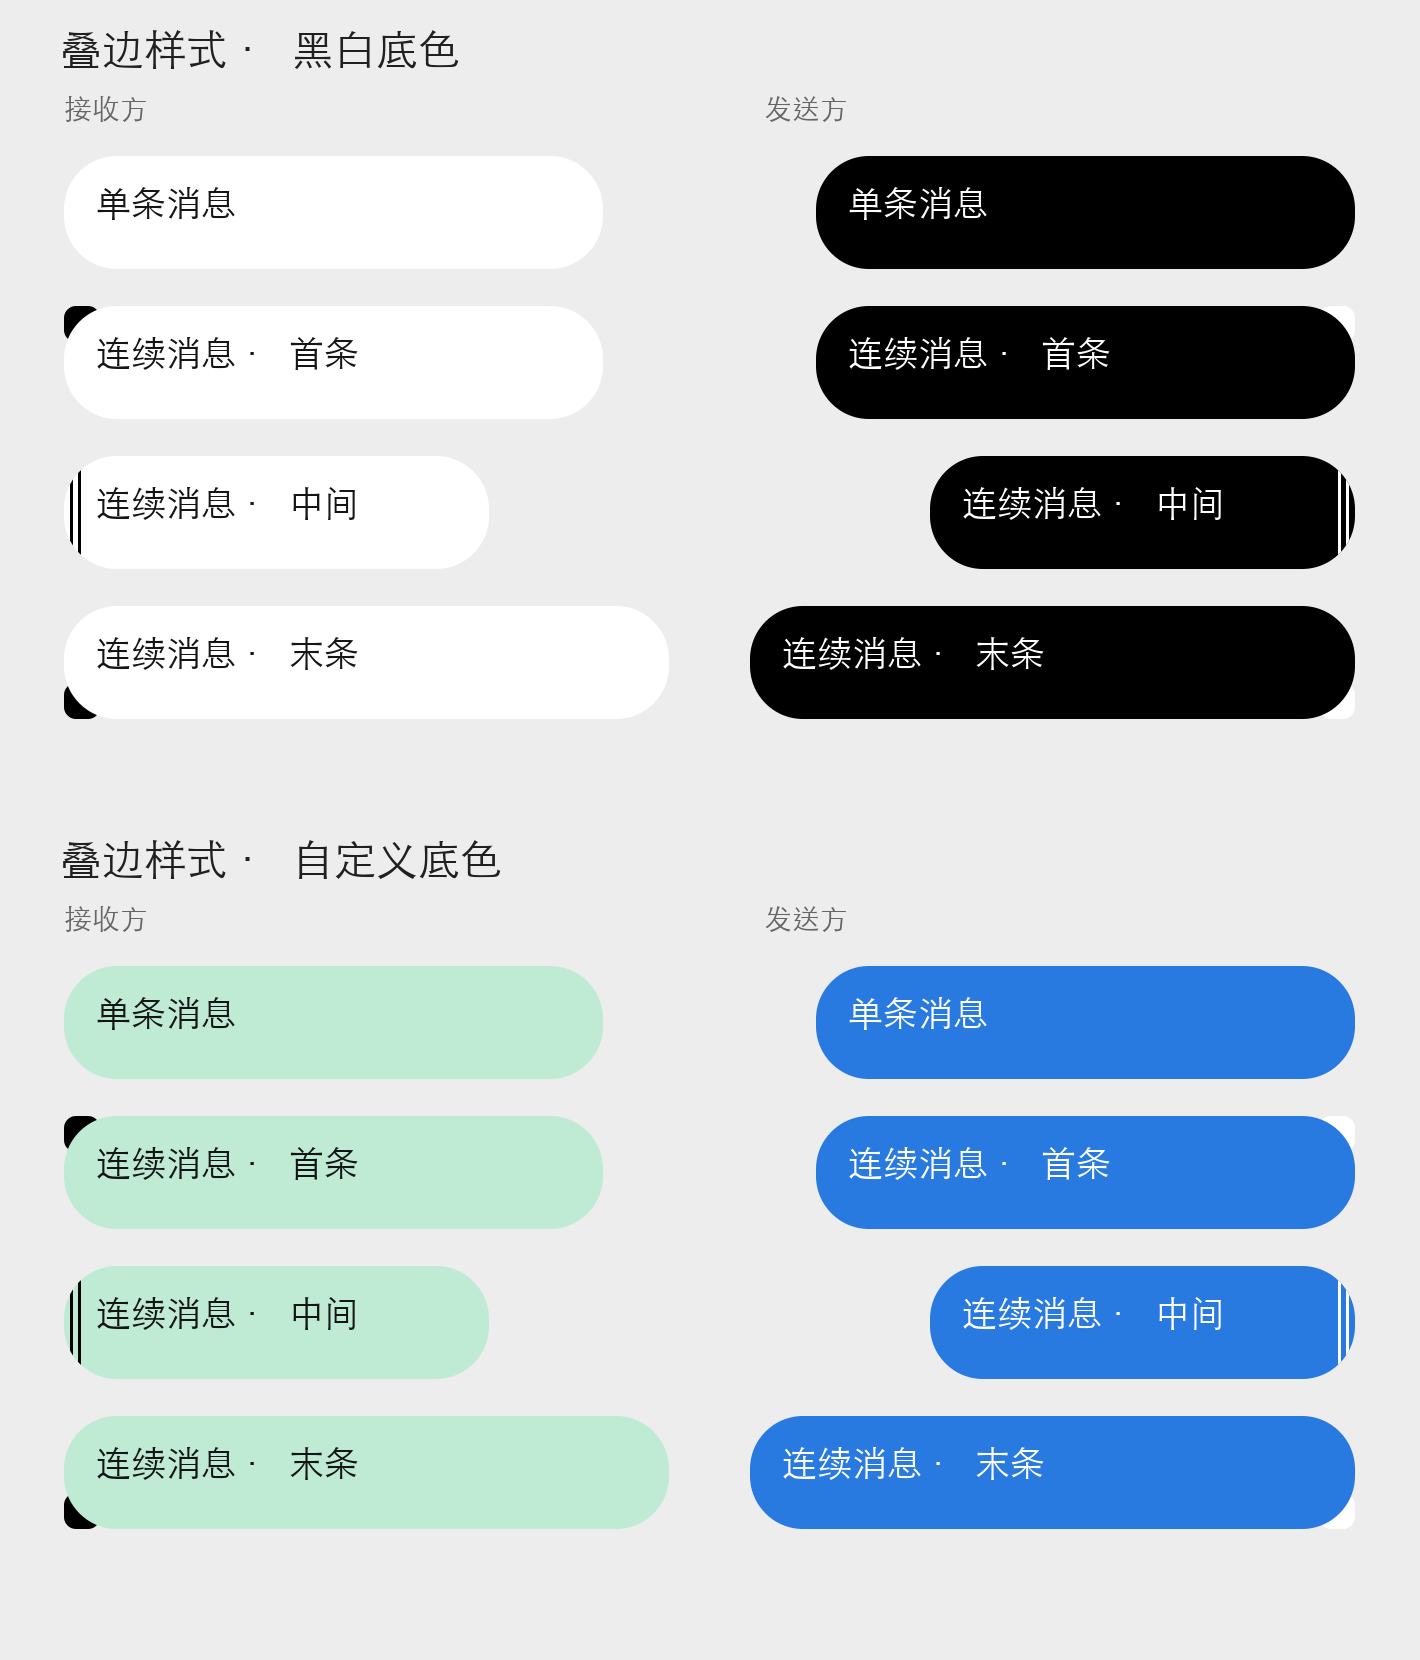 叠边样式 · 黑白底色
接收方 发送方
单条消息 单条消息
连续消息 · 首条 连续消息 · 首条
连续消息 · 中间 连续消息 · 中间
连续消息 · 末条 连续消息 · 末条
叠边样式 · 自定义底色
接收方 发送方
单条消息 单条消息
连续消息 · 首条 连续消息 · 首条
连续消息 · 中间 连续消息 · 中间
连续消息 · 末条 连续消息 · 末条